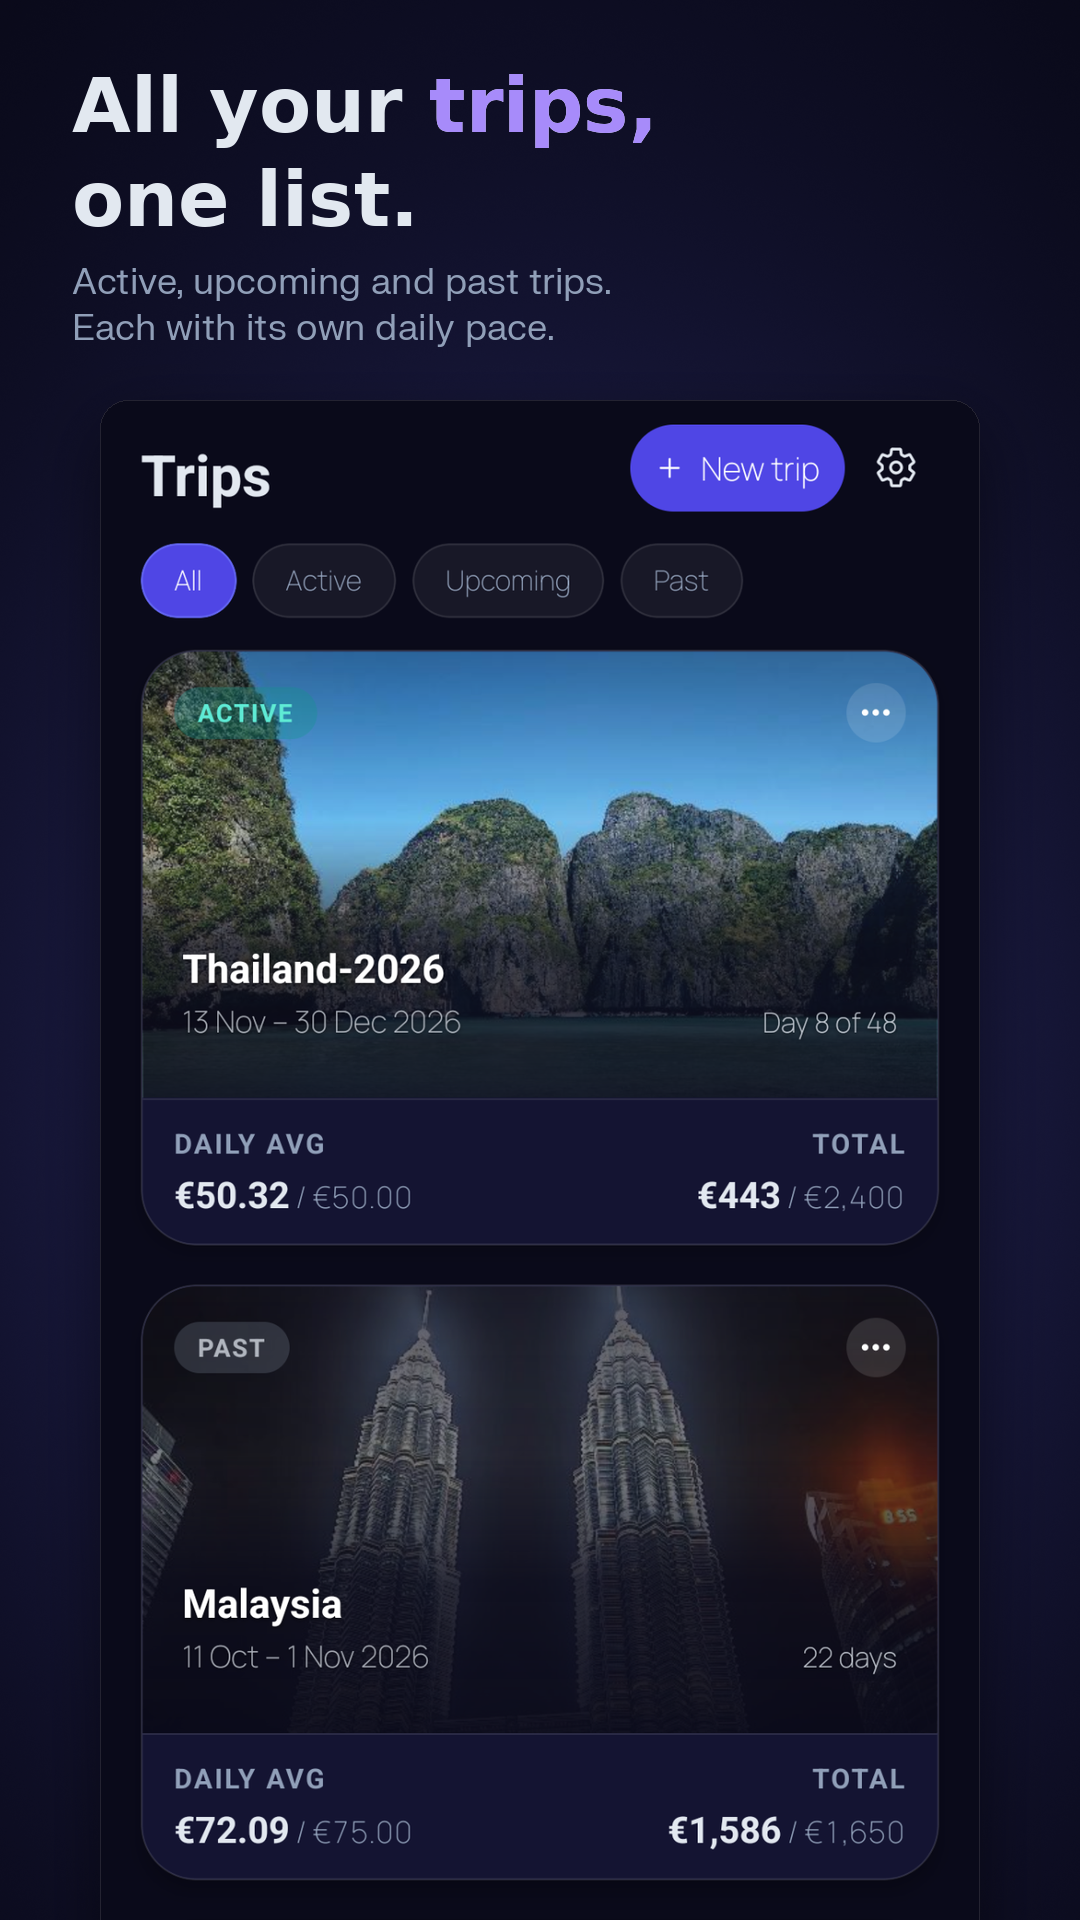 All your trips,
one list.
Active, upcoming and past trips.
Each with its own daily pace.
Trips
+ New trip
All
Active
Upcoming
Past
ACTIVE
Thailand-2026
13 Nov – 30 Dec 2026
Day 8 of 48
DAILY AVG
TOTAL
€50.32 / €50.00
€443 / €2,400
PAST
855
Malaysia
11 Oct – 1 Nov 2026
22 days
DAILY AVG
TOTAL
€72.09 / €75.00
€1,586 / €1,650